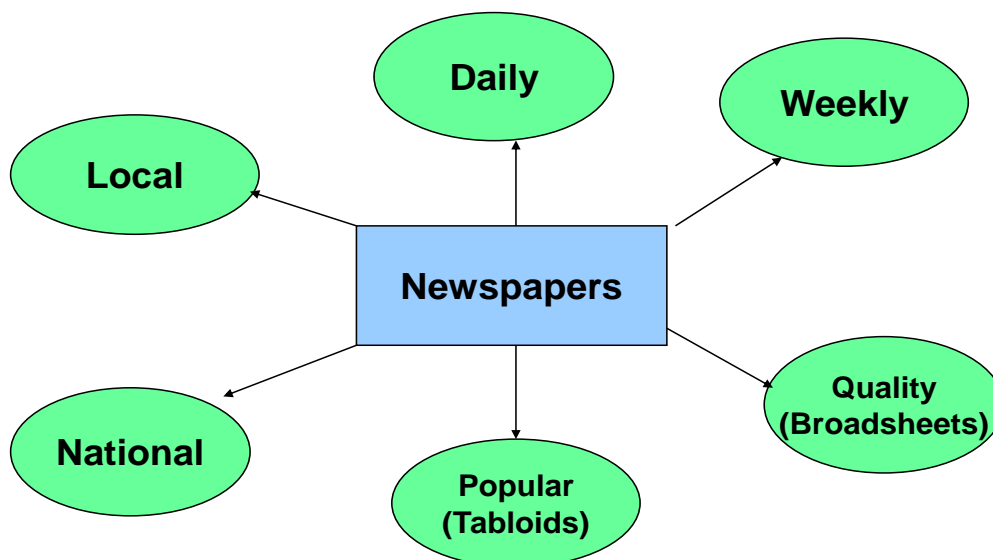 Daily
Weekly
Local
Newspapers
Quality
(Broadsheets)
National
Popular
(Tabloids)